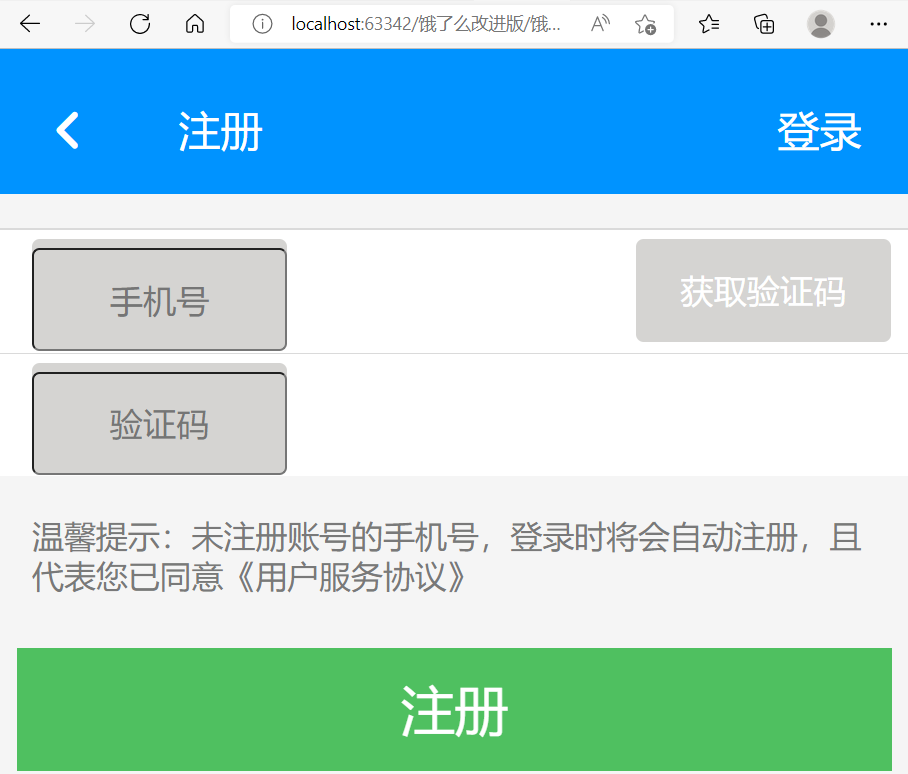 localhost:63342/饿了么改进版/饿...
注册
登录
手机号
获取验证码
验证码
温馨提示：未注册账号的手机号，登录时将会自动注册，且
代表您已同意《用户服务协议》
注册